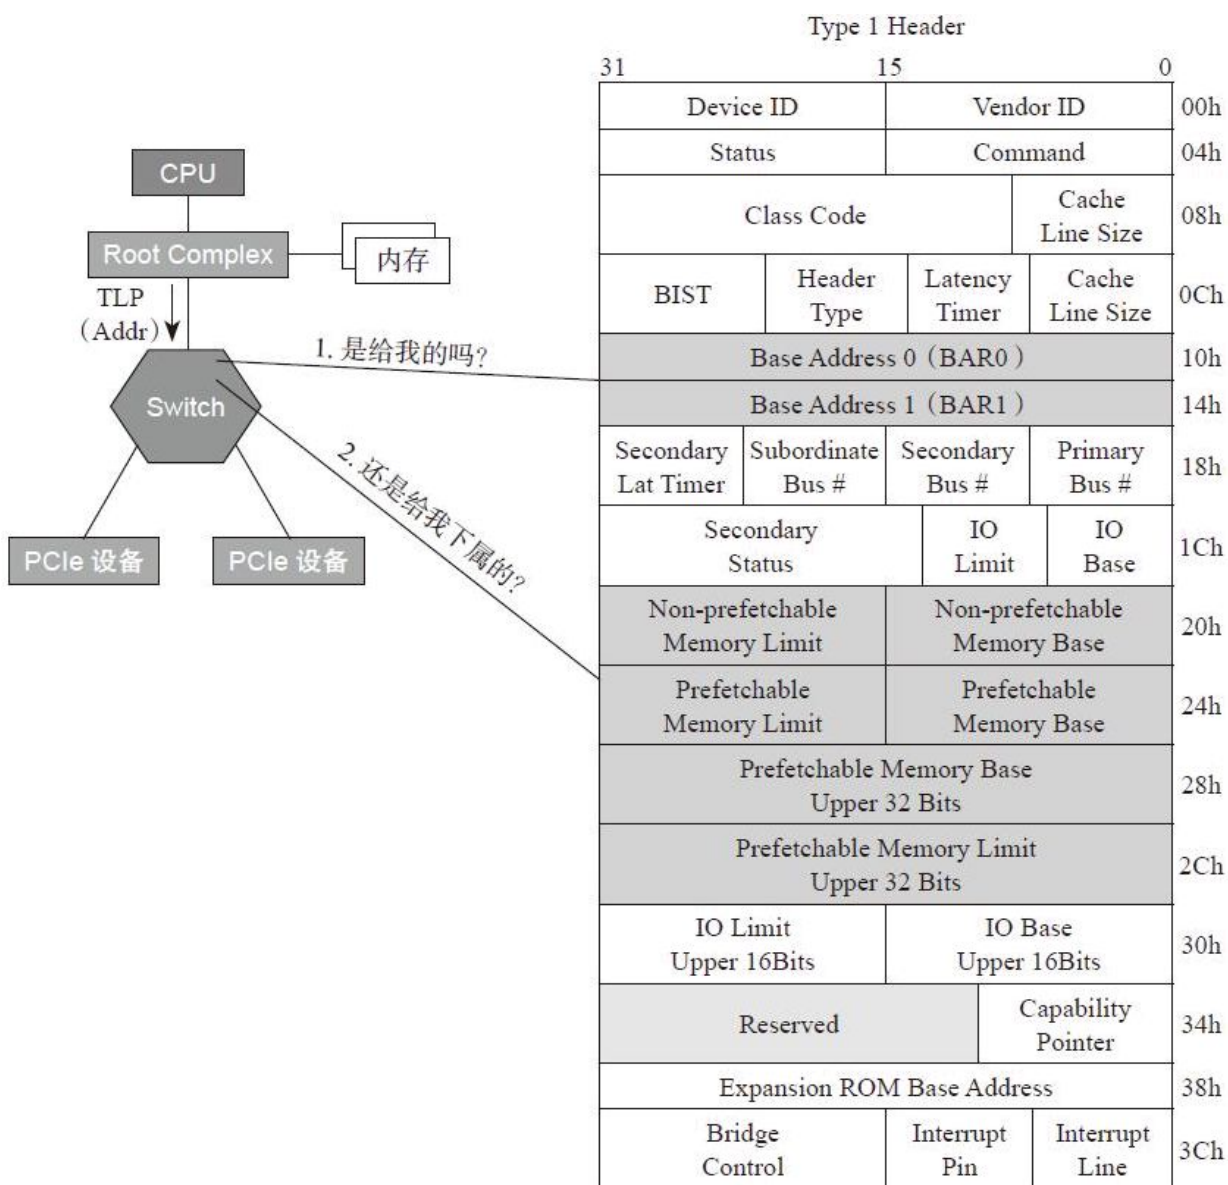 Type 1 Header
31 15 0
Device ID Vendor ID 00h
Status Command 04h
Class Code Cache
Line Size 08h
BIST Header
Type Latency
Timer Cache
Line Size 0Ch
Base Address 0（BAR0） 10h
Base Address 1（BAR1） 14h
Secondary
Lat Timer Subordinate
Bus # Secondary
Bus # Primary
Bus # 18h
Secondary
Status IO
Limit IO
Base 1Ch
Non-prefetchable
Memory Limit Non-prefetchable
Memory Base 20h
Prefetchable
Memory Limit Prefetchable
Memory Base 24h
Prefetchable Memory Base
Upper 32 Bits 28h
Prefetchable Memory Limit
Upper 32 Bits 2Ch
IO Limit
Upper 16Bits IO Base
Upper 16Bits 30h
Reserved Capability
Pointer 34h
Expansion ROM Base Address 38h
Bridge
Control Interrupt
Pin Interrupt
Line 3Ch
CPU
Root Complex
内存
TLP
（Addr）
1. 是给我的吗？
Switch
2. 还是给我下属的？
PCIe 设备
PCIe 设备